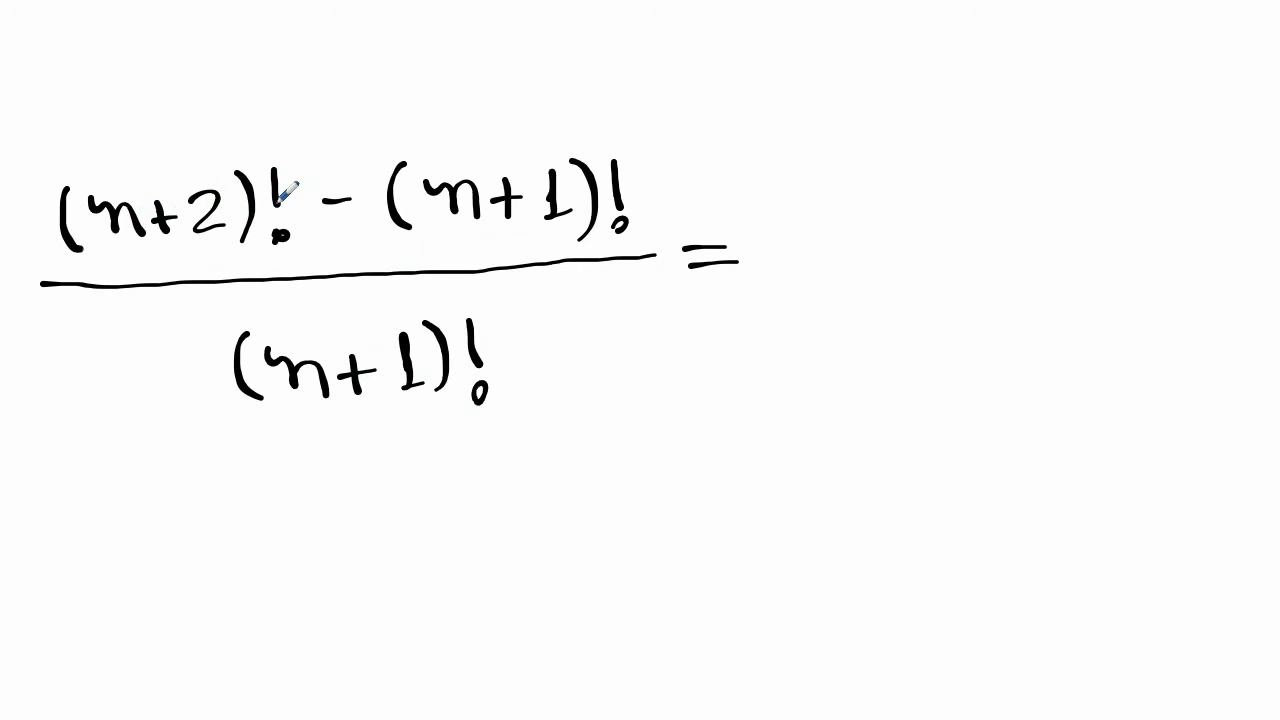 (n+2)! - (n+1)! =
(n+1)!